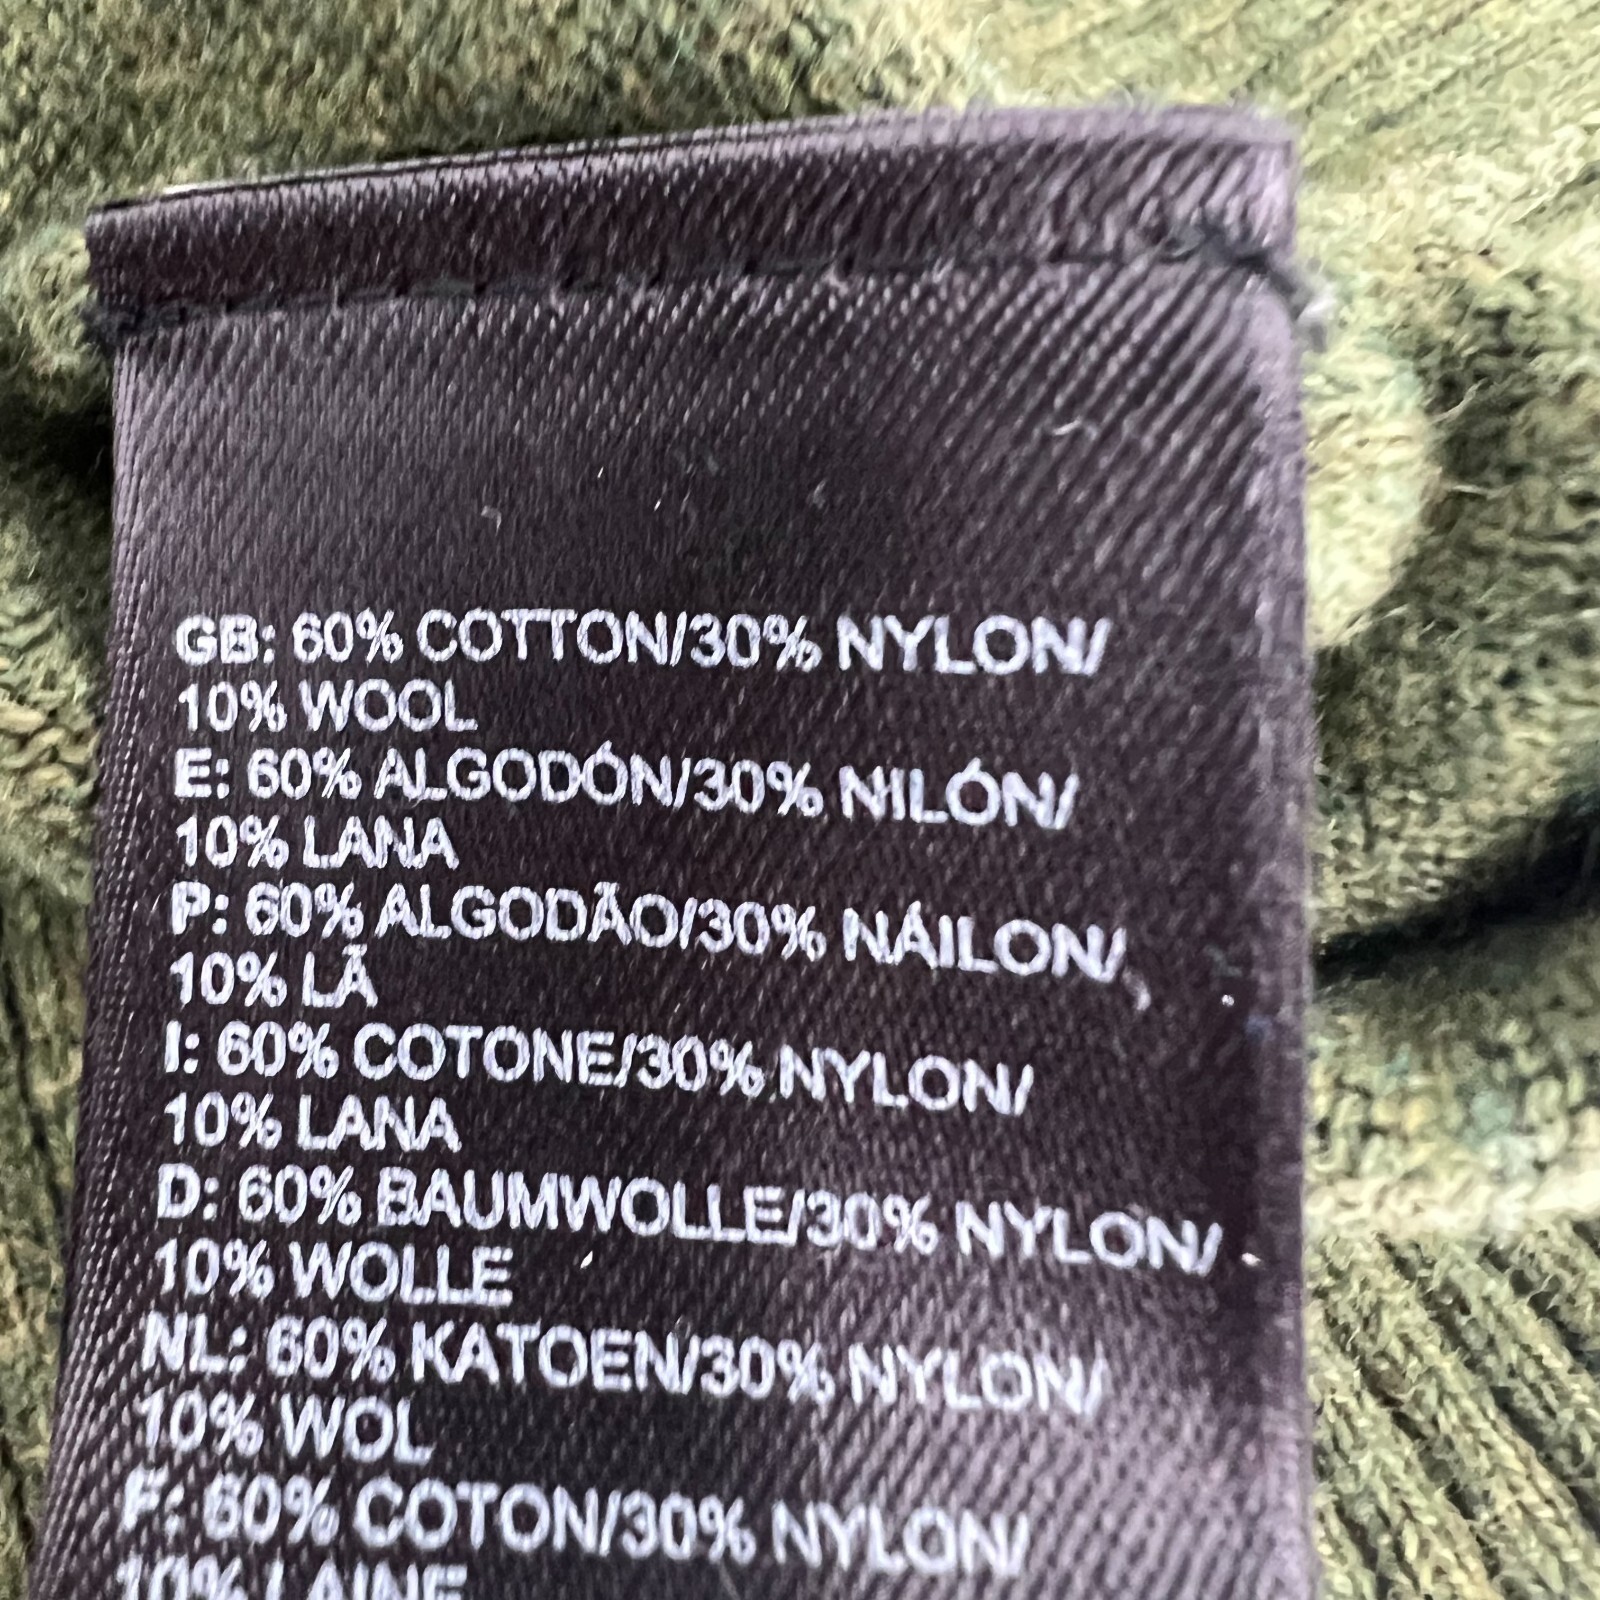 GB: 60% COTTON/30% NYLON/
10% WOOL
E: 60% ALGODÓN/30% NILÓN/
10% LANA
P: 60% ALGODÃO/30% NÁILON/
10% LÃ
I: 60% COTONE/30% NYLON/
10% LANA
D: 60% BAUMWOLLE/30% NYLON/
10% WOLLE
NL: 60% KATOEN/30% NYLON/
10% WOL
F: 60% COTON/30% NYLON/
10% LAINE